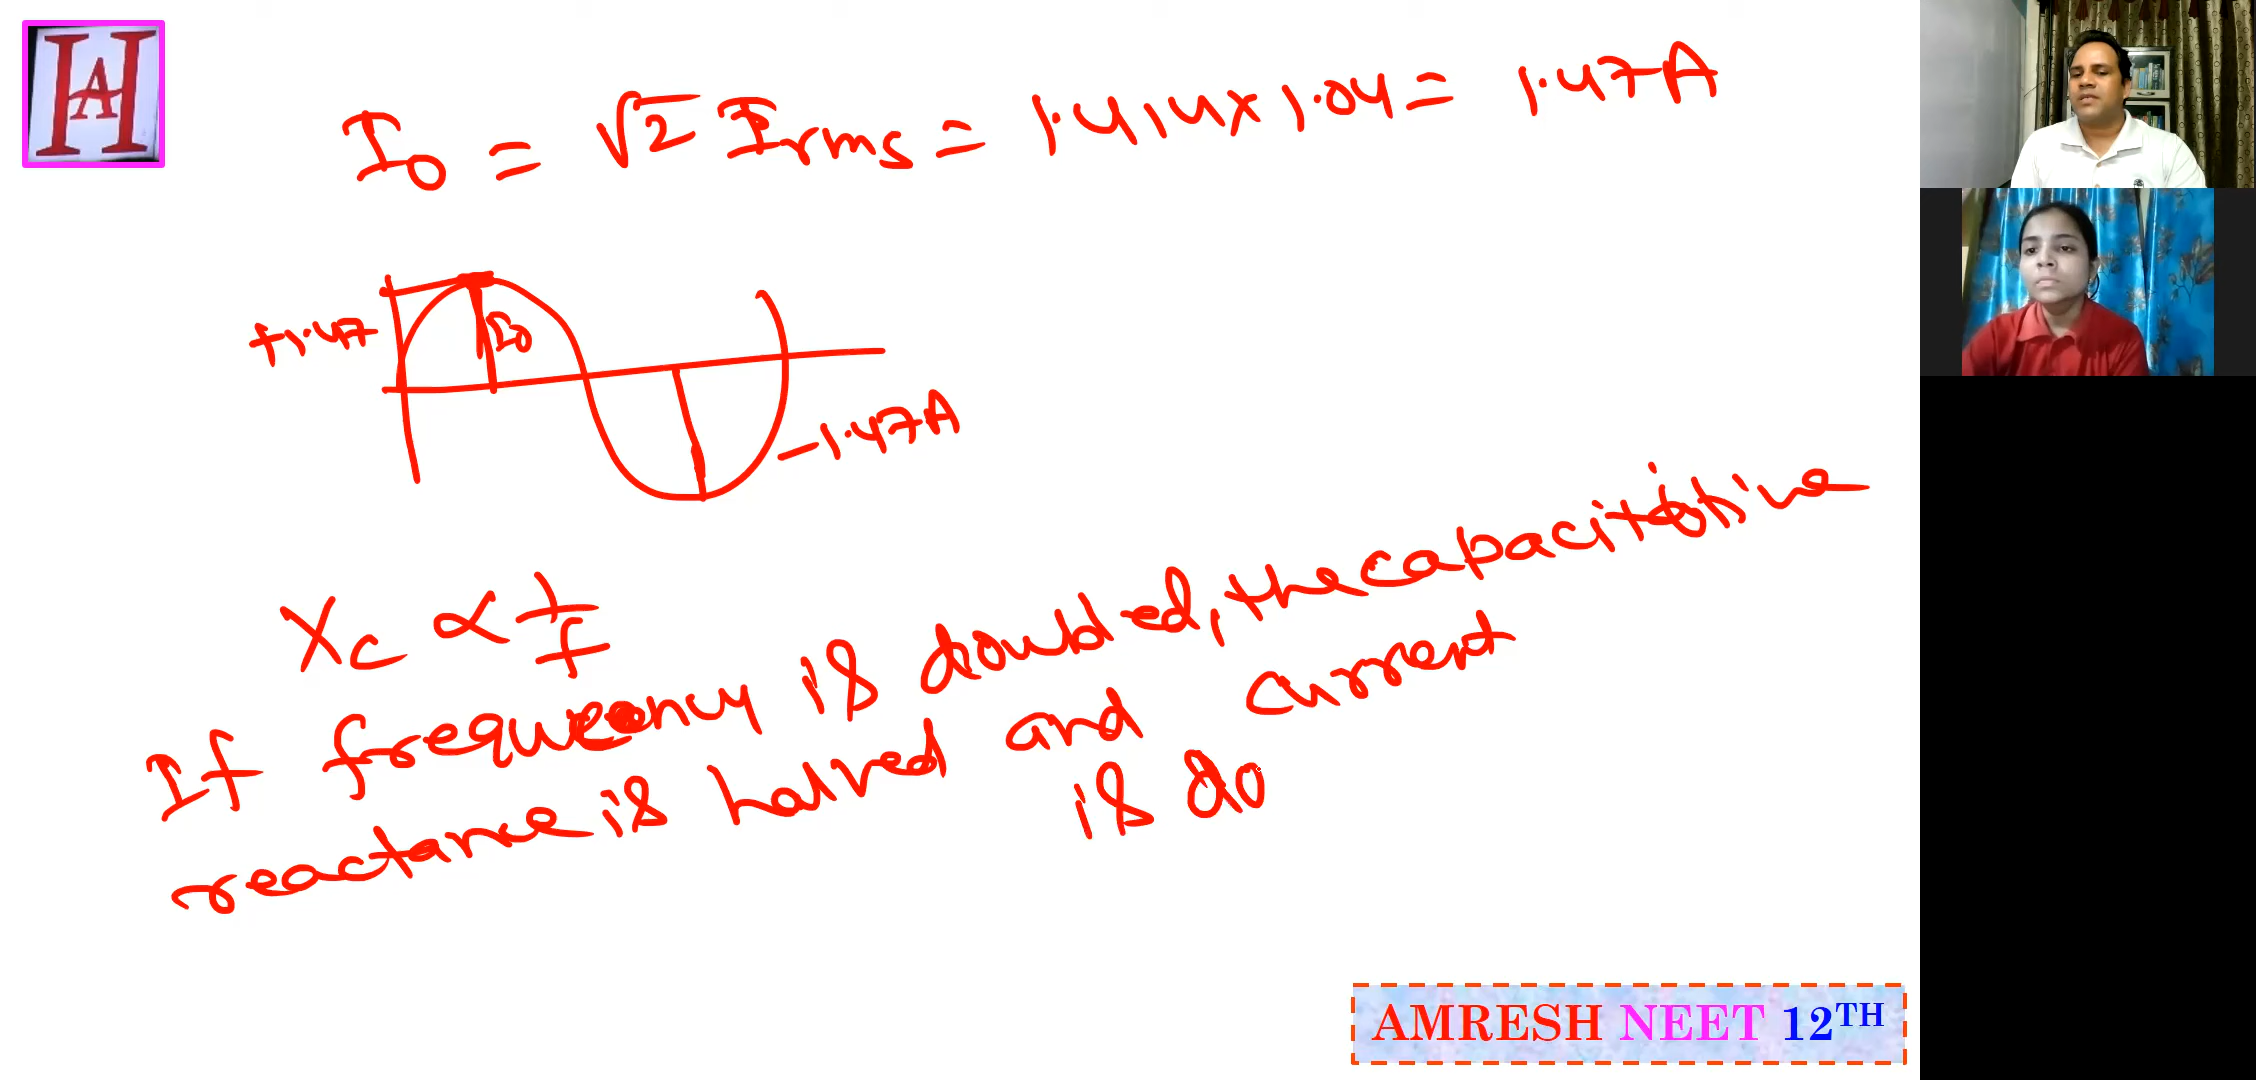 HA
I₀ = √2 Irms = 1.414 × 1.04 = 1.47A
+1.47
I₀
-1.47A
Xc ∝ 1/f
If frequency is doubled, the capacitive
reactance is halved and current
is do
AMRESH NEET 12TH